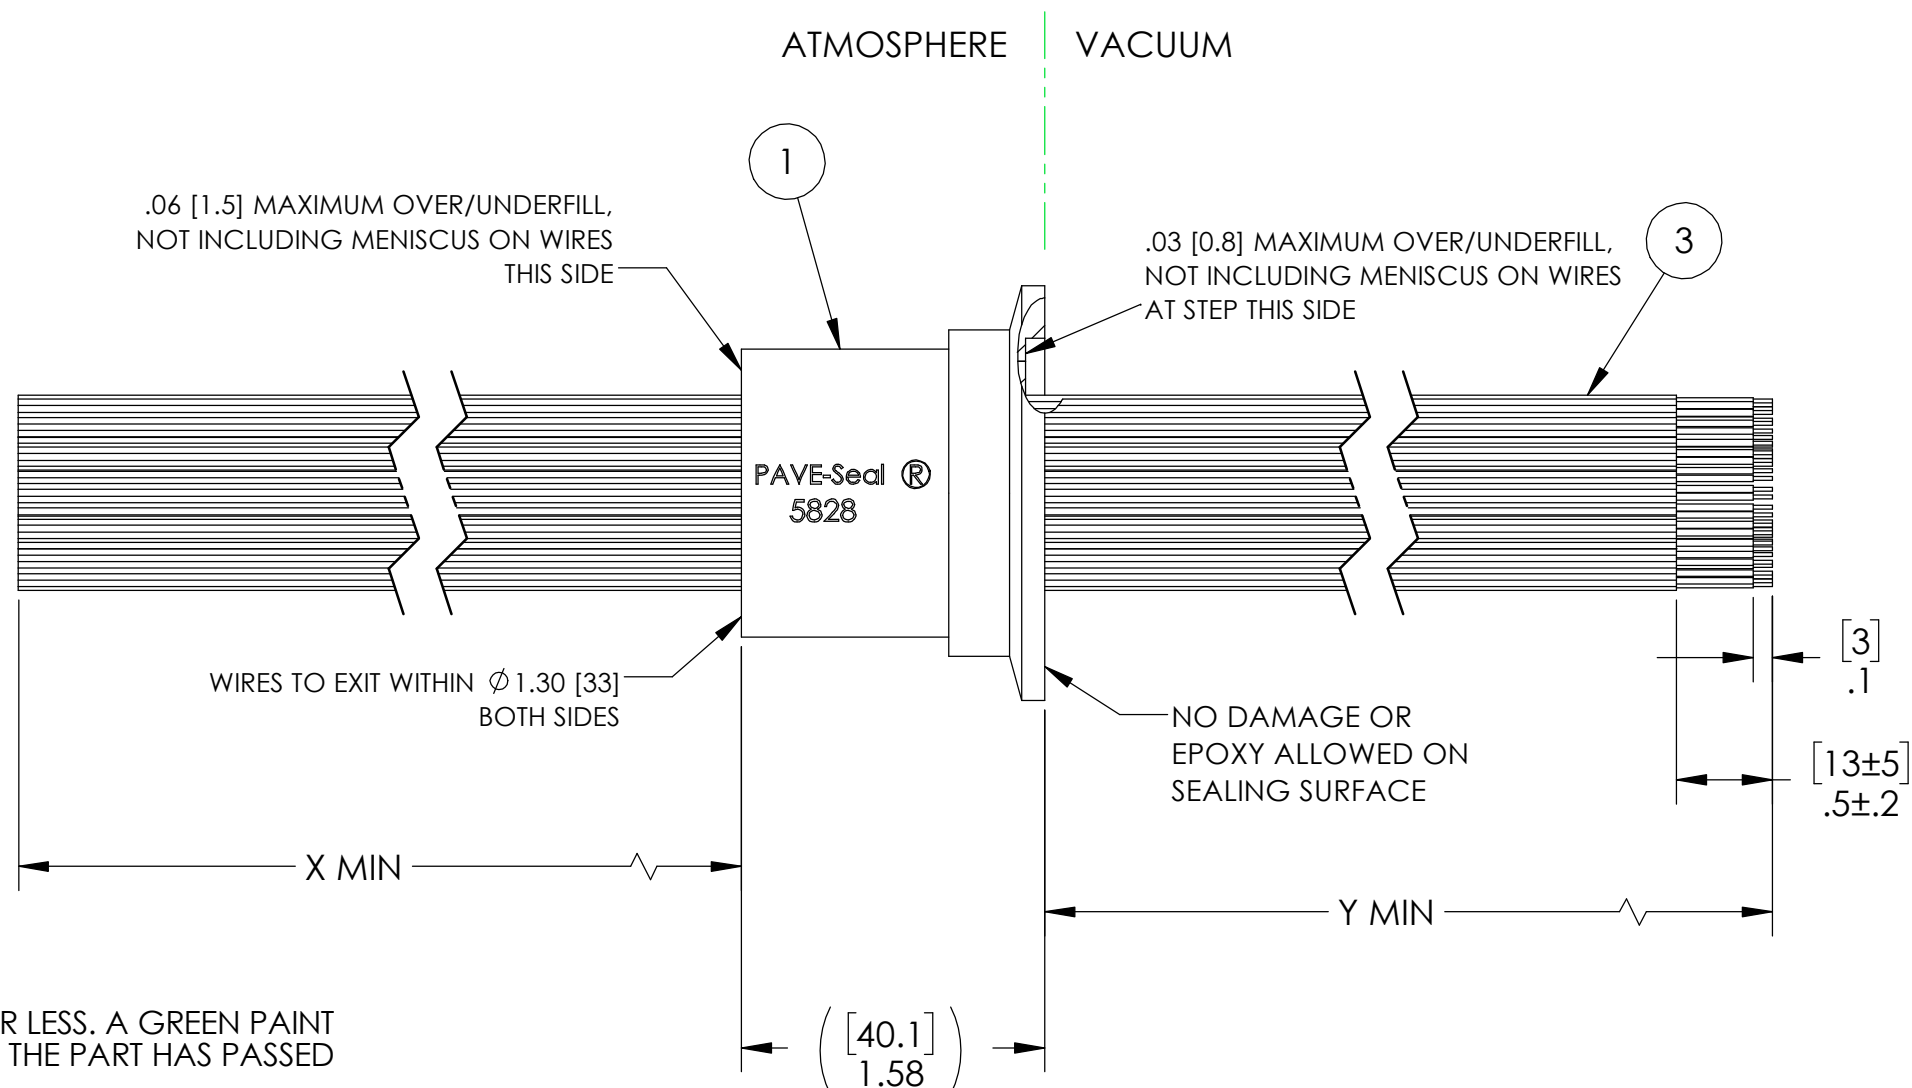 ATMOSPHERE
VACUUM
1
.06 [1.5] MAXIMUM OVER/UNDERFILL,
NOT INCLUDING MENISCUS ON WIRES
THIS SIDE
.03 [0.8] MAXIMUM OVER/UNDERFILL,
NOT INCLUDING MENISCUS ON WIRES
AT STEP THIS SIDE
3
PAVE-Seal ®
5828
WIRES TO EXIT WITHIN ∅ 1.30 [33]
BOTH SIDES
NO DAMAGE OR
EPOXY ALLOWED ON
SEALING SURFACE
[3]
.1
[13±5]
.5±.2
X MIN
Y MIN
([40.1]
1.58)
R LESS. A GREEN PAINT
THE PART HAS PASSED